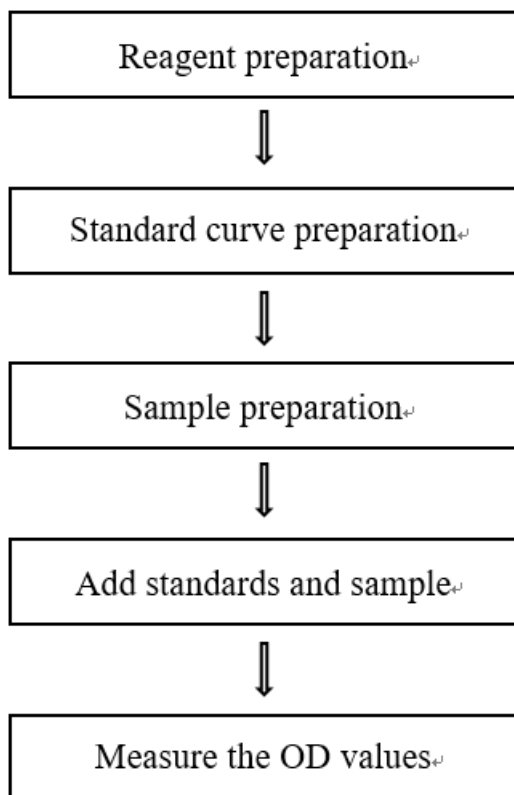 Reagent preparation
Standard curve preparation
Sample preparation
Add standards and sample
Measure the OD values